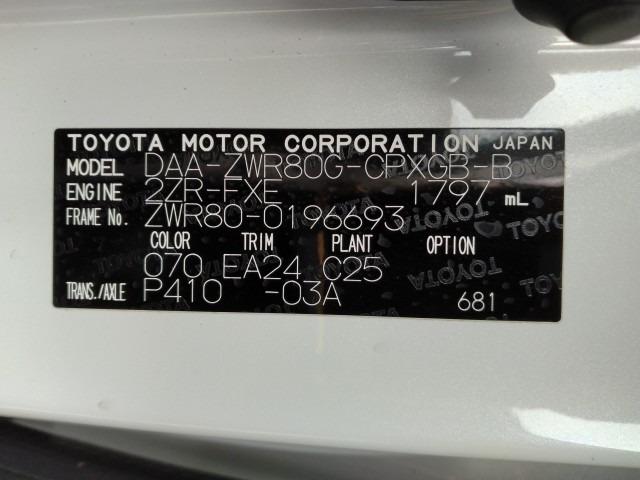 TOYOTA MOTOR CORPORATION JAPAN
MODEL DAA-ZWR80G-CPXGB-B
ENGINE 2ZR-FXE 1797 mL
FRAME No. ZWR80-0196693
COLOR TRIM PLANT OPTION
070 EA24 C25
TRANS./AXLE P410 -03A 681